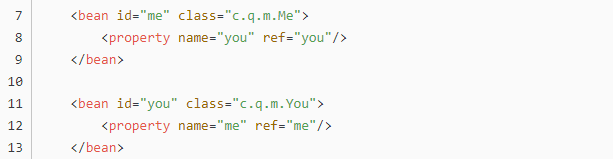 7 <bean id="me" class="c.q.m.Me">
8 <property name="you" ref="you"/>
9 </bean>
10
11 <bean id="you" class="c.q.m.You">
12 <property name="me" ref="me"/>
13 </bean>